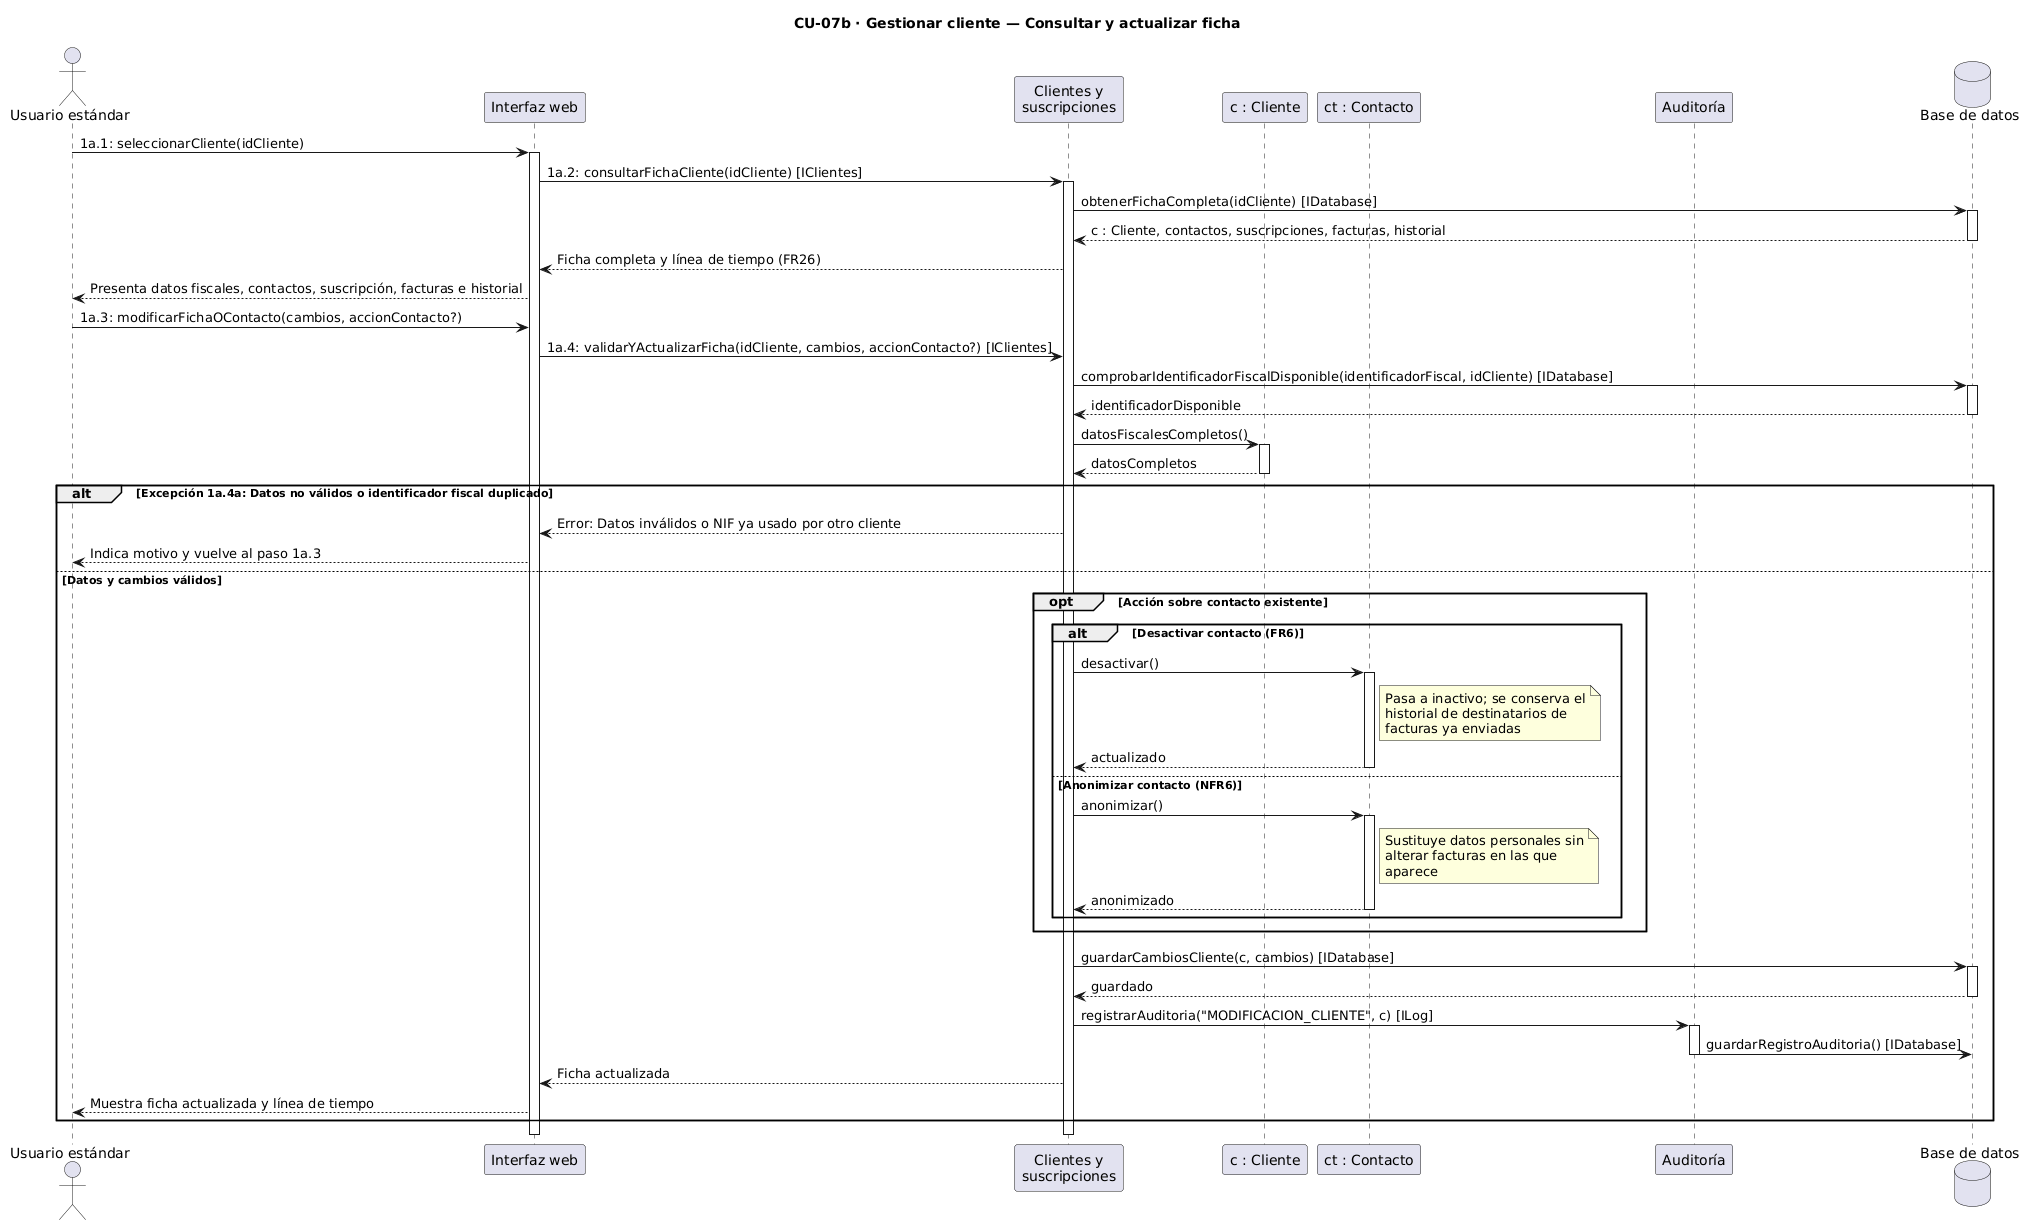 CU-07b · Gestionar cliente — Consultar y actualizar ficha
Usuario estándar
Interfaz web
Clientes y
suscripciones
c : Cliente
ct : Contacto
Auditoría
Base de datos
1a.1: seleccionarCliente(idCliente)
1a.2: consultarFichaCliente(idCliente) [IClientes]
obtenerFichaCompleta(idCliente) [IDatabase]
c : Cliente, contactos, suscripciones, facturas, historial
Ficha completa y línea de tiempo (FR26)
Presenta datos fiscales, contactos, suscripción, facturas e historial
1a.3: modificarFichaOContacto(cambios, accionContacto?)
1a.4: validarYActualizarFicha(idCliente, cambios, accionContacto?) [IClientes]
comprobarIdentificadorFiscalDisponible(identificadorFiscal, idCliente) [IDatabase]
identificadorDisponible
datosFiscalesCompletos()
datosCompletos
alt [Excepción 1a.4a: Datos no válidos o identificador fiscal duplicado]
Error: Datos inválidos o NIF ya usado por otro cliente
Indica motivo y vuelve al paso 1a.3
[Datos y cambios válidos]
opt [Acción sobre contacto existente]
alt [Desactivar contacto (FR6)]
desactivar()
Pasa a inactivo; se conserva el
historial de destinatarios de
facturas ya enviadas
actualizado
[Anonimizar contacto (NFR6)]
anonimizar()
Sustituye datos personales sin
alterar facturas en las que
aparece
anonimizado
guardarCambiosCliente(c, cambios) [IDatabase]
guardado
registrarAuditoria("MODIFICACION_CLIENTE", c) [ILog]
guardarRegistroAuditoria() [IDatabase]
Ficha actualizada
Muestra ficha actualizada y línea de tiempo
Usuario estándar
Interfaz web
Clientes y
suscripciones
c : Cliente
ct : Contacto
Auditoría
Base de datos